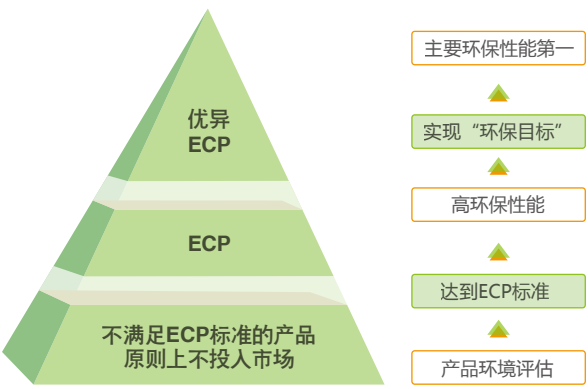 优异
ECP
ECP
不满足ECP标准的产品
原则上不投入市场
主要环保性能第一
实现“环保目标”
高环保性能
达到ECP标准
产品环境评估